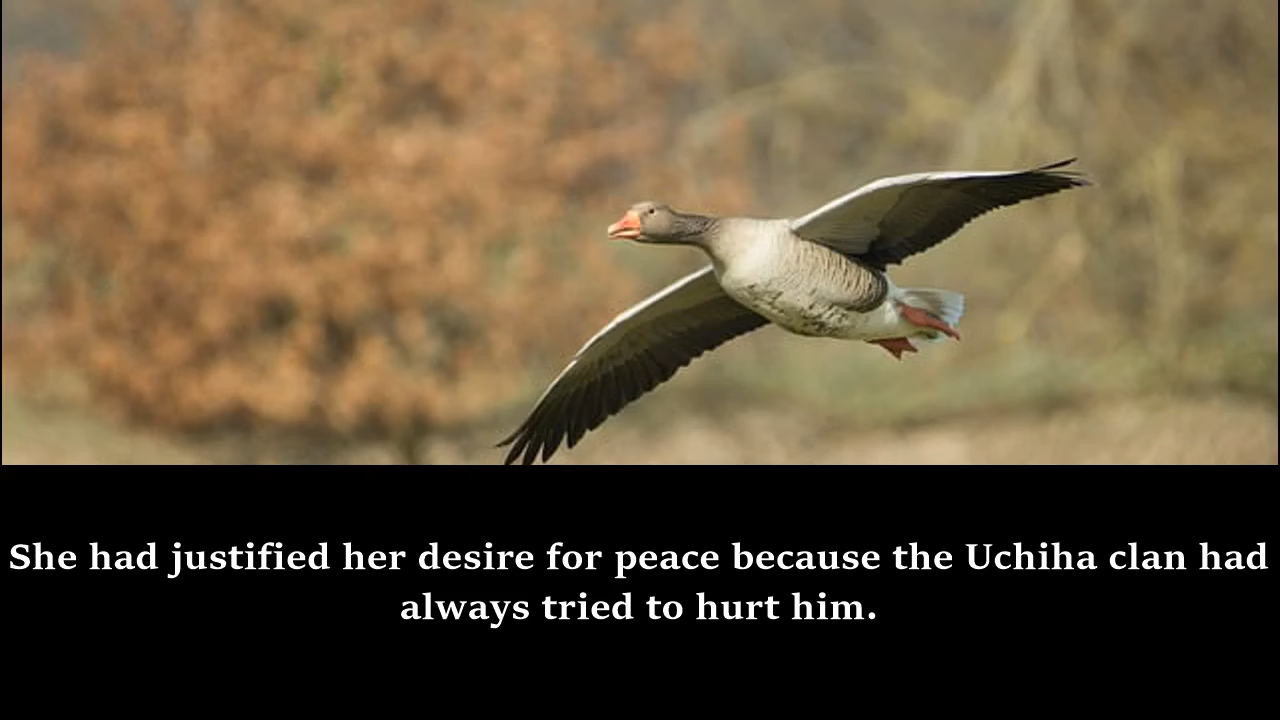 She had justified her desire for peace because the Uchiha clan had
always tried to hurt him.